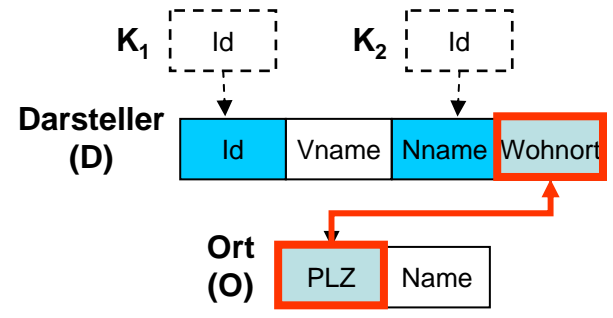 K1 Id K2 Id
Darsteller
(D)
Id Vname Nname Wohnort
Ort
(O)
PLZ Name